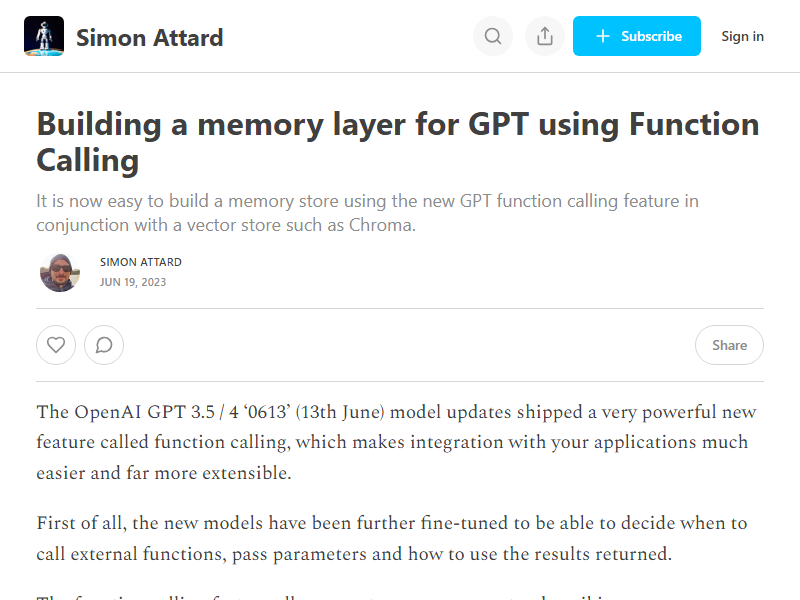 Simon Attard
Subscribe
Sign in
Building a memory layer for GPT using Function
Calling
It is now easy to build a memory store using the new GPT function calling feature in
conjunction with a vector store such as Chroma.
SIMON ATTARD
JUN 19, 2023
Share
The OpenAI GPT 3.5 / 4 ‘0613’ (13th June) model updates shipped a very powerful new
feature called function calling, which makes integration with your applications much
easier and far more extensible.
First of all, the new models have been further fine-tuned to be able to decide when to
call external functions, pass parameters and how to use the results returned.